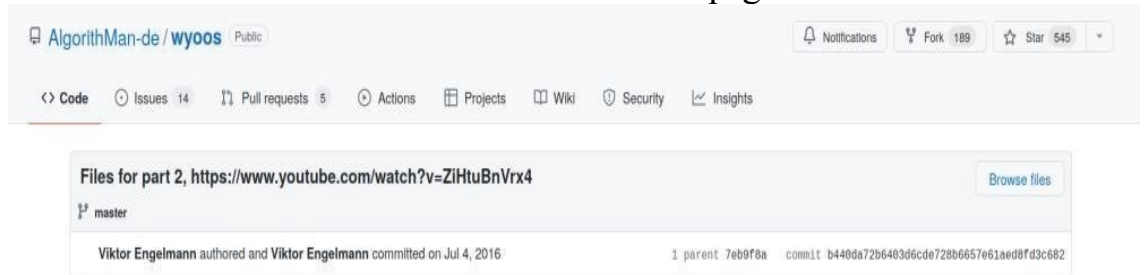 AlgorithMan-de / wyoos Public Notifications Fork 189 Star 545
<> Code Issues 14 Pull requests 5 Actions Projects Wiki Security Insights
Files for part 2, https://www.youtube.com/watch?v=ZiHtuBnVrx4 Browse files
master
Viktor Engelmann authored and Viktor Engelmann committed on Jul 4, 2016 1 parent 7eb9f8a commit b440da72b6403d6cde728b6657e61aed8fd3c682